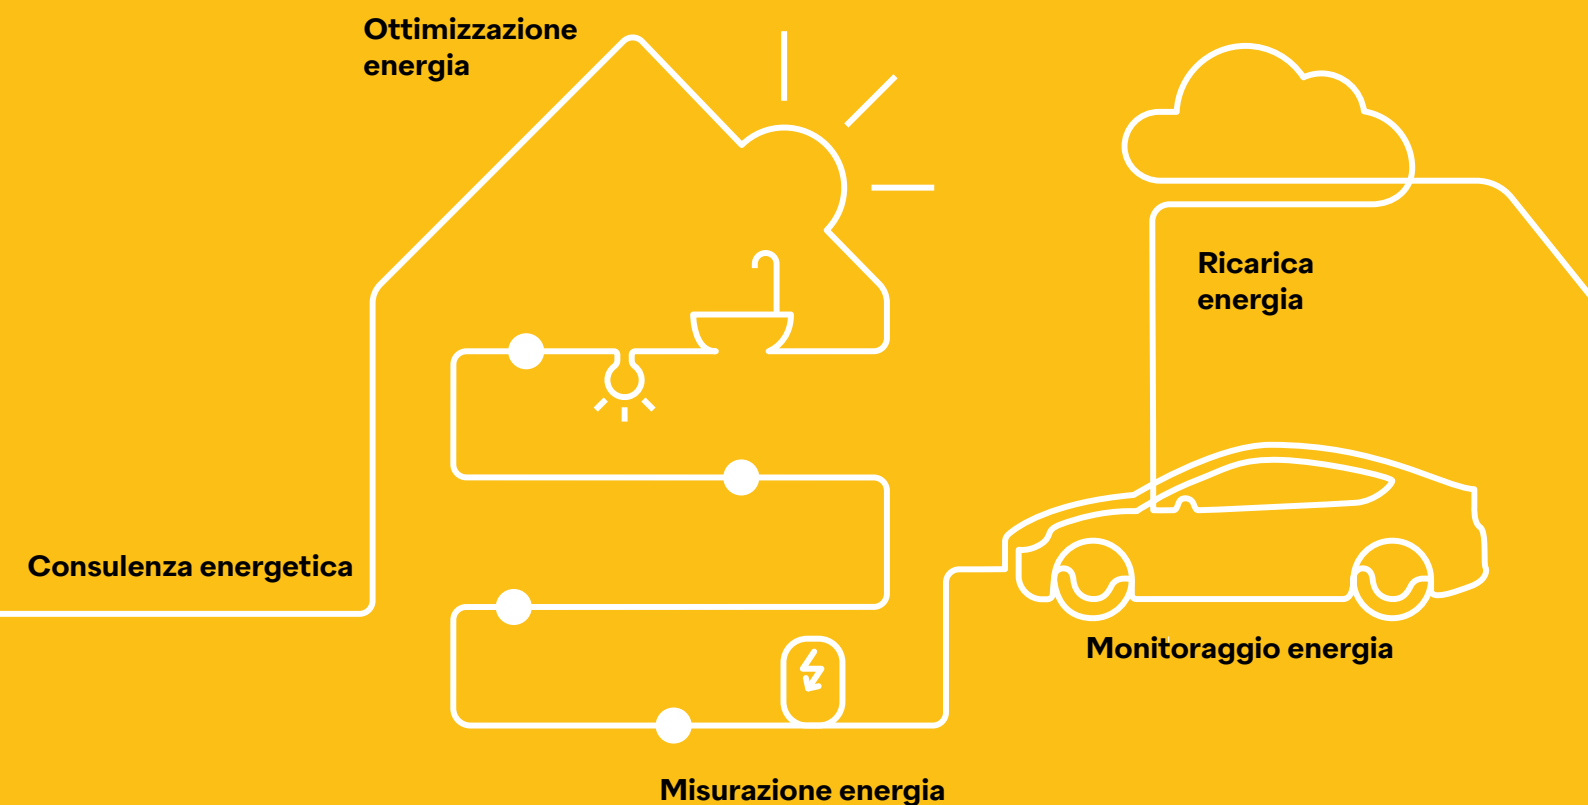 Ottimizzazione
energia
Ricarica
energia
Consulenza energetica
Monitoraggio energia
Misurazione energia